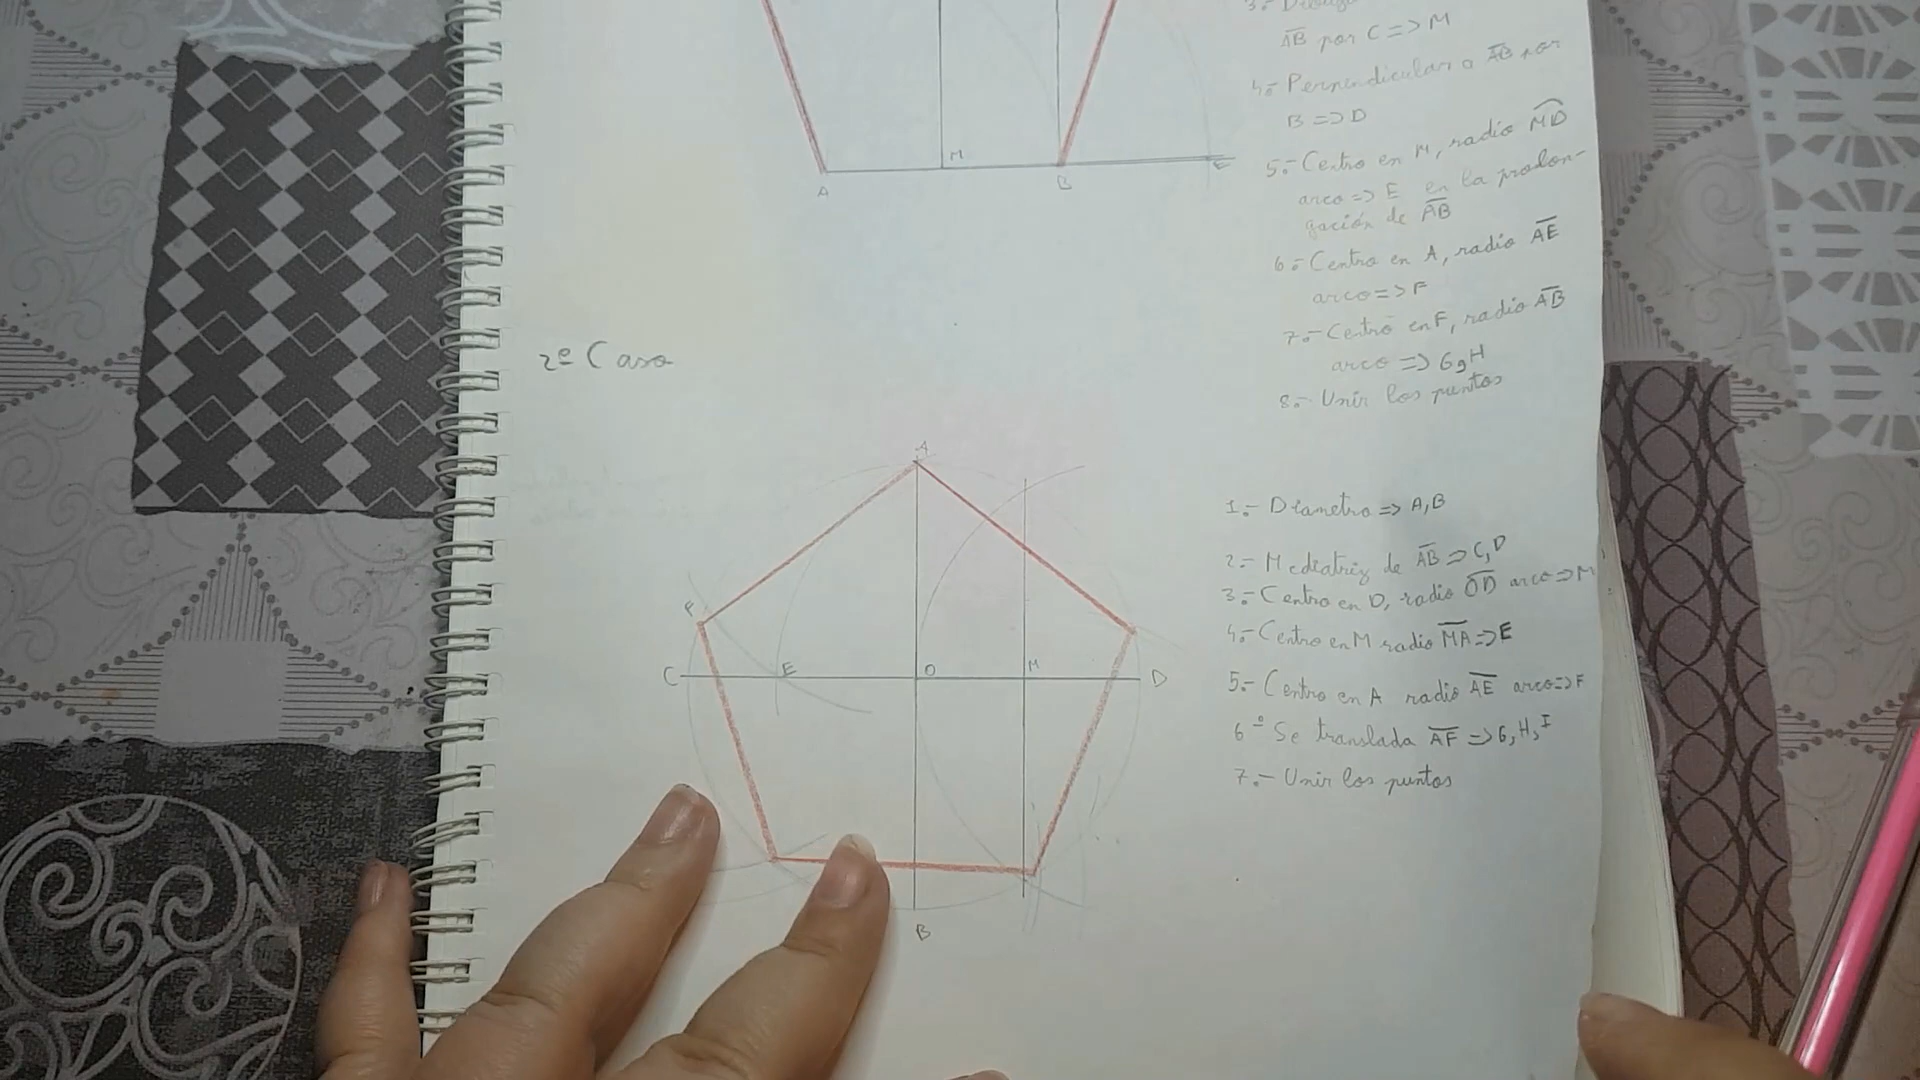 AB por C => M
4.- Perpendicular a AB por
B => D
5.- Centro en M, radio MD
arco => E en la prolon-
gación de AB
6.- Centro en A, radio AE
arco => F
7.- Centro en F, radio AB
arco => G y H
8.- Unir los puntos
A
M
B
E
2º Caso
A
F
C
E
O
M
D
B
1.- Diametro => A,B
2.- Mediatriz de AB => C,D
3.- Centro en D, radio OD arco => M
4.- Centro en M radio MA => E
5.- Centro en A radio AE arco => F
6º Se translada AF => G,H,I
7.- Unir los puntos